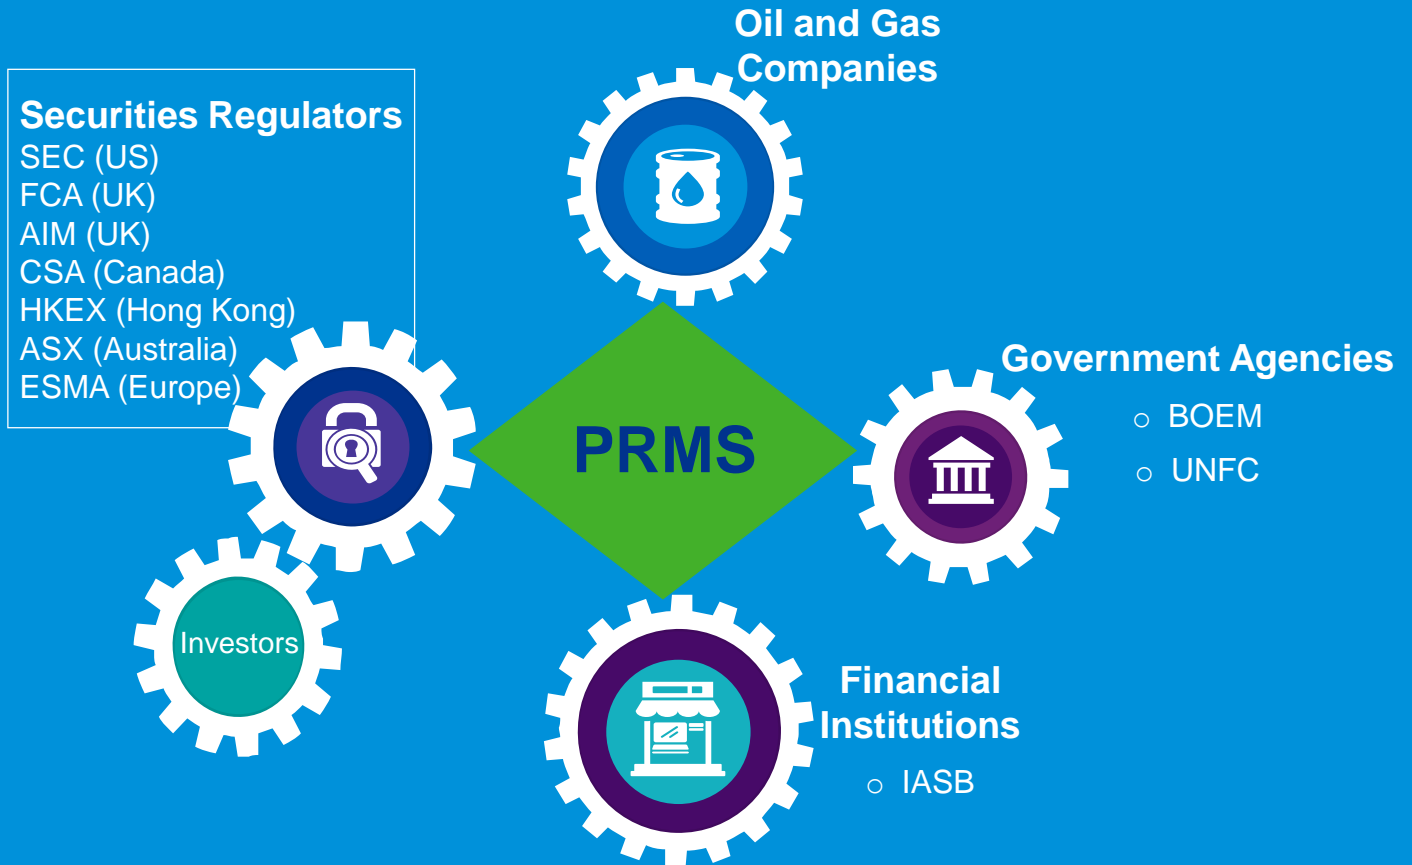 Oil and Gas
Companies
Securities Regulators
SEC (US)
FCA (UK)
AIM (UK)
CSA (Canada)
HKEX (Hong Kong)
ASX (Australia)
ESMA (Europe)
PRMS
Government Agencies
○ BOEM
○ UNFC
Investors
Financial
Institutions
○ IASB